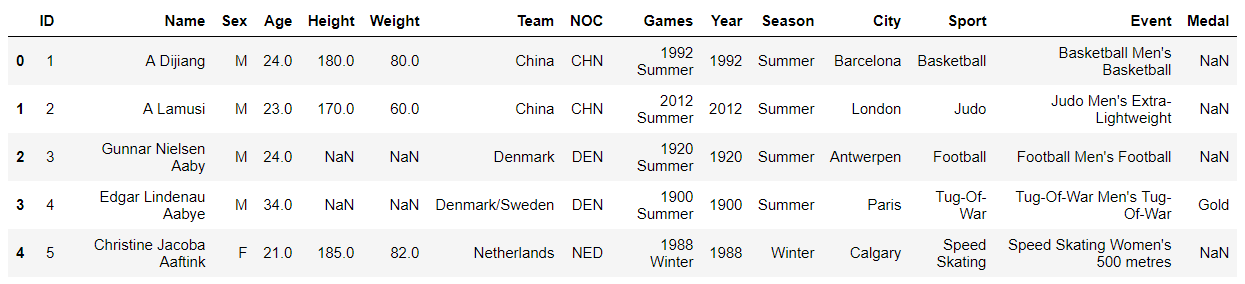 ID Name Sex Age Height Weight Team NOC Games Year Season City Sport Event Medal
0 1 A Dijiang M 24.0 180.0 80.0 China CHN 1992 Summer 1992 Summer Barcelona Basketball Basketball Men's Basketball NaN
1 2 A Lamusi M 23.0 170.0 60.0 China CHN 2012 Summer 2012 Summer London Judo Judo Men's Extra-Lightweight NaN
2 3 Gunnar Nielsen Aaby M 24.0 NaN NaN Denmark DEN 1920 Summer 1920 Summer Antwerpen Football Football Men's Football NaN
3 4 Edgar Lindenau Aabye M 34.0 NaN NaN Denmark/Sweden DEN 1900 Summer 1900 Summer Paris Tug-Of-War Tug-Of-War Men's Tug-Of-War Gold
4 5 Christine Jacoba Aaftink F 21.0 185.0 82.0 Netherlands NED 1988 Winter 1988 Winter Calgary Speed Skating Speed Skating Women's 500 metres NaN